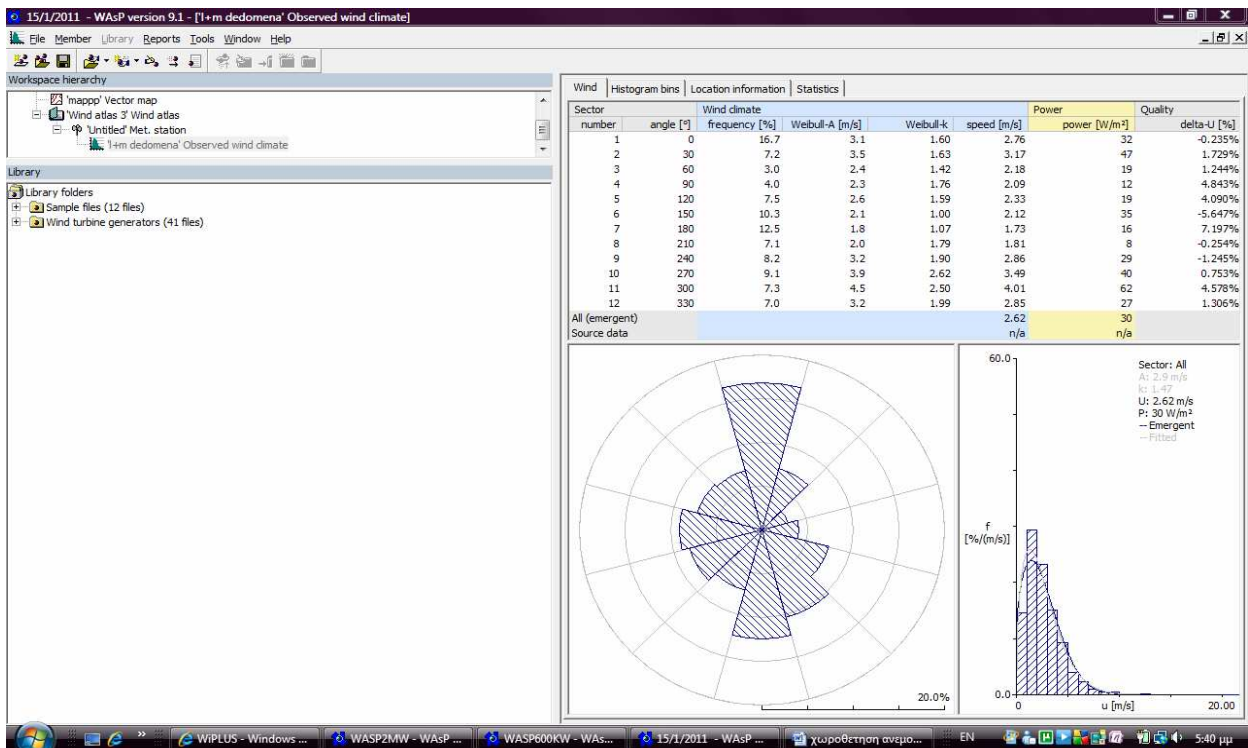 15/1/2011 - WAsP version 9.1 - ['l+m dedomena' Observed wind climate]
File Member Library Reports Tools Window Help
Workspace hierarchy
'mappp' Vector map
'Wind atlas 3' Wind atlas
'Untitled' Met. station
'l+m dedomena' Observed wind climate
Library
Library folders
Sample files (12 files)
Wind turbine generators (41 files)
Wind Histogram bins Location information Statistics
Sector Wind climate Power Quality
number angle [°] frequency [%] Weibull-A [m/s] Weibull-k speed [m/s] power [W/m²] delta-U [%]
1 0 16.7 3.1 1.60 2.76 32 -0.235%
2 30 7.2 3.5 1.63 3.17 47 1.729%
3 60 3.0 2.4 1.42 2.18 19 1.244%
4 90 4.0 2.3 1.76 2.09 12 4.843%
5 120 7.5 2.6 1.59 2.33 19 4.090%
6 150 10.3 2.1 1.00 2.12 35 -5.647%
7 180 12.5 1.8 1.07 1.73 16 7.197%
8 210 7.1 2.0 1.79 1.81 8 -0.254%
9 240 8.2 3.2 1.90 2.86 29 -1.245%
10 270 9.1 3.9 2.62 3.49 40 0.753%
11 300 7.3 4.5 2.50 4.01 62 4.578%
12 330 7.0 3.2 1.99 2.85 27 1.306%
All (emergent) 2.62 30
Source data n/a n/a
20.0%
60.0
Sector: All
A: 2.9 m/s
k: 1.47
U: 2.62 m/s
P: 30 W/m²
-- Emergent
-- Fitted
f
[%/(m/s)]
0.0
0 u [m/s] 20.00
WiPLUS - Windows ... WASP2MW - WAsP ... WASP600KW - WAs... 15/1/2011 - WAsP ... χωροθετηση ανεμο... EN 5:40 μμ